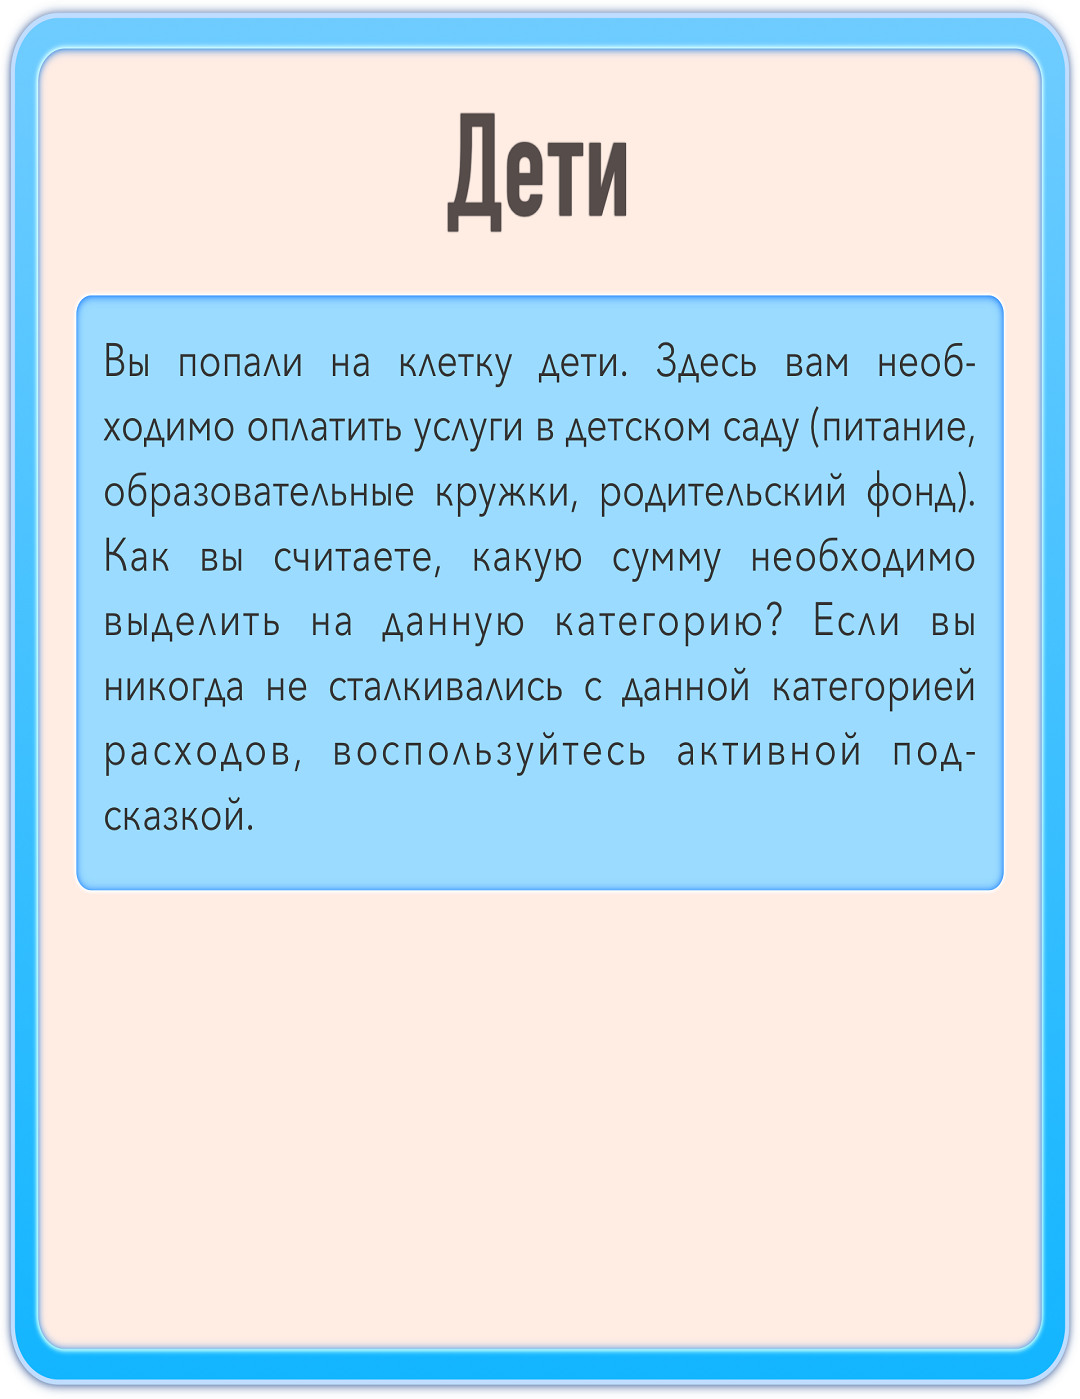 Дети
Вы попали на клетку дети. Здесь вам необ-
ходимо оплатить услуги в детском саду (питание,
образовательные кружки, родительский фонд).
Как вы считаете, какую сумму необходимо
выделить на данную категорию? Если вы
никогда не сталкивались с данной категорией
расходов, воспользуйтесь активной под-
сказкой.